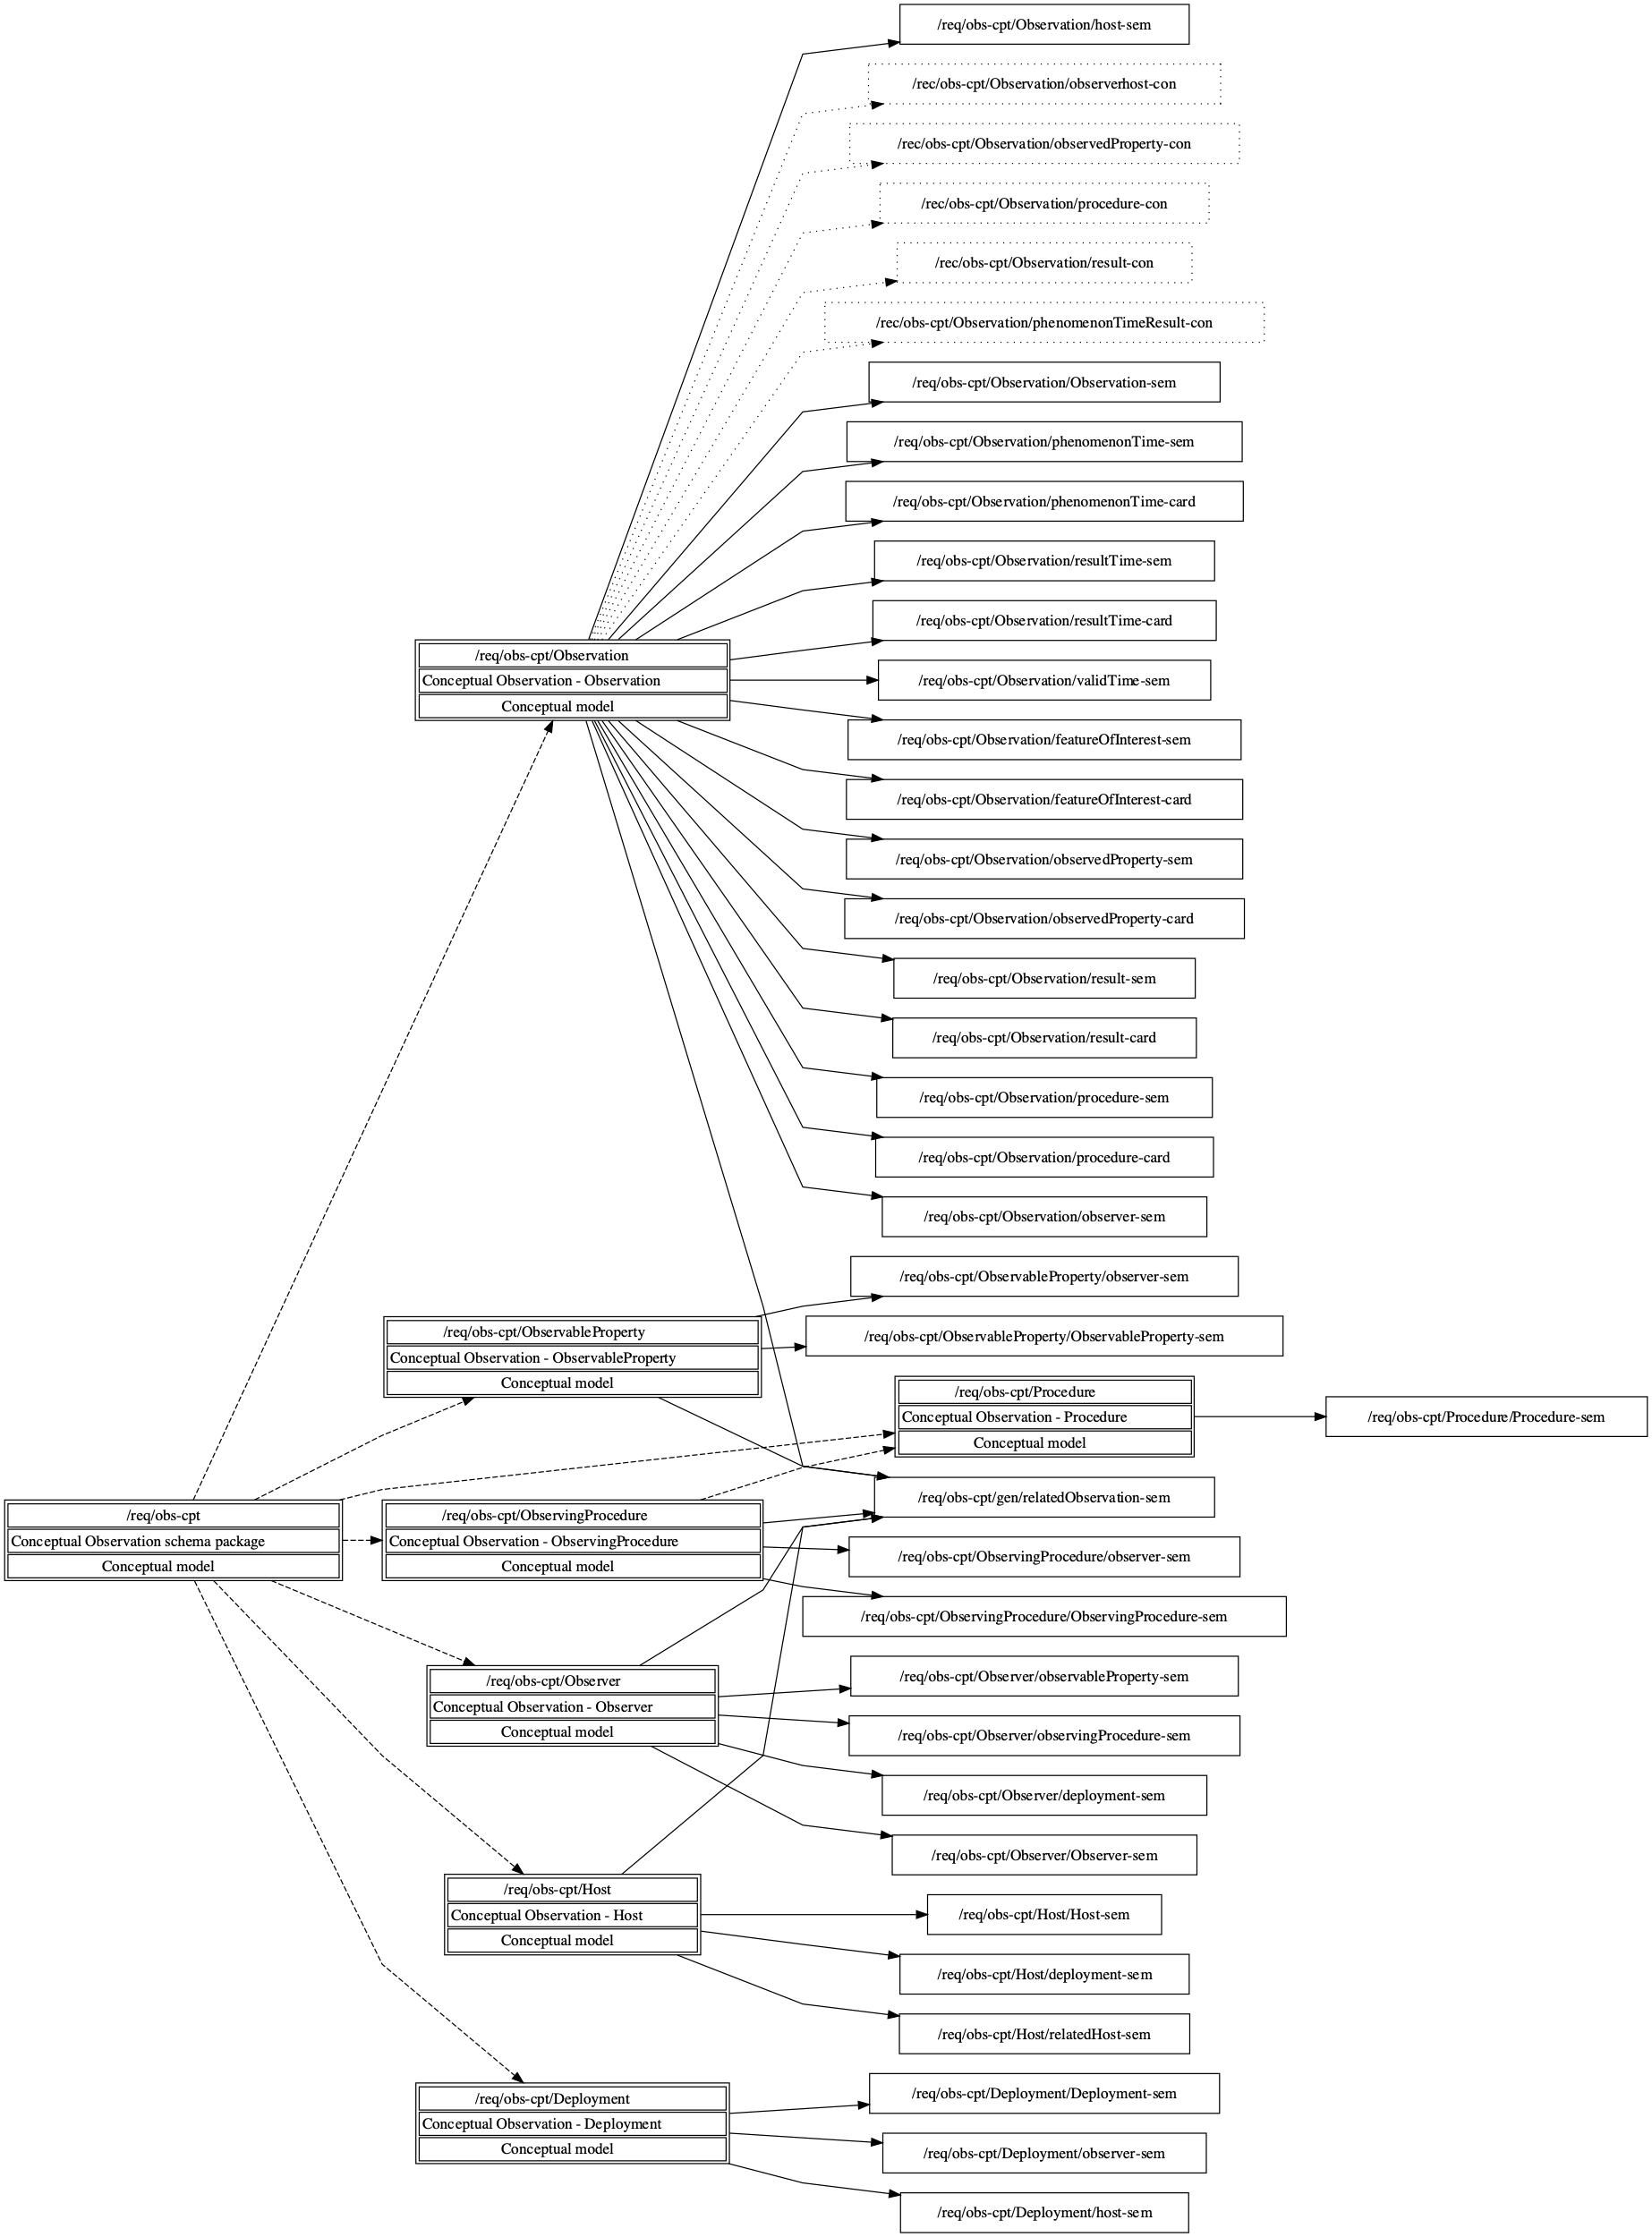 /req/obs-cpt/Observation/host-sem
/rec/obs-cpt/Observation/observerhost-con
/rec/obs-cpt/Observation/observedProperty-con
/rec/obs-cpt/Observation/procedure-con
/rec/obs-cpt/Observation/result-con
/rec/obs-cpt/Observation/phenomenonTimeResult-con
/req/obs-cpt/Observation/Observation-sem
/req/obs-cpt/Observation/phenomenonTime-sem
/req/obs-cpt/Observation/phenomenonTime-card
/req/obs-cpt/Observation/resultTime-sem
/req/obs-cpt/Observation/resultTime-card
/req/obs-cpt/Observation
Conceptual Observation - Observation
Conceptual model
/req/obs-cpt/Observation/validTime-sem
/req/obs-cpt/Observation/featureOfInterest-sem
/req/obs-cpt/Observation/featureOfInterest-card
/req/obs-cpt/Observation/observedProperty-sem
/req/obs-cpt/Observation/observedProperty-card
/req/obs-cpt/Observation/result-sem
/req/obs-cpt/Observation/result-card
/req/obs-cpt/Observation/procedure-sem
/req/obs-cpt/Observation/procedure-card
/req/obs-cpt/Observation/observer-sem
/req/obs-cpt/ObservableProperty/observer-sem
/req/obs-cpt/ObservableProperty
Conceptual Observation - ObservableProperty
Conceptual model
/req/obs-cpt/ObservableProperty/ObservableProperty-sem
/req/obs-cpt/Procedure
Conceptual Observation - Procedure
Conceptual model
/req/obs-cpt/Procedure/Procedure-sem
/req/obs-cpt/gen/relatedObservation-sem
/req/obs-cpt
Conceptual Observation schema package
Conceptual model
/req/obs-cpt/ObservingProcedure
Conceptual Observation - ObservingProcedure
Conceptual model
/req/obs-cpt/ObservingProcedure/observer-sem
/req/obs-cpt/ObservingProcedure/ObservingProcedure-sem
/req/obs-cpt/Observer
Conceptual Observation - Observer
Conceptual model
/req/obs-cpt/Observer/observableProperty-sem
/req/obs-cpt/Observer/observingProcedure-sem
/req/obs-cpt/Observer/deployment-sem
/req/obs-cpt/Observer/Observer-sem
/req/obs-cpt/Host
Conceptual Observation - Host
Conceptual model
/req/obs-cpt/Host/Host-sem
/req/obs-cpt/Host/deployment-sem
/req/obs-cpt/Host/relatedHost-sem
/req/obs-cpt/Deployment
Conceptual Observation - Deployment
Conceptual model
/req/obs-cpt/Deployment/Deployment-sem
/req/obs-cpt/Deployment/observer-sem
/req/obs-cpt/Deployment/host-sem